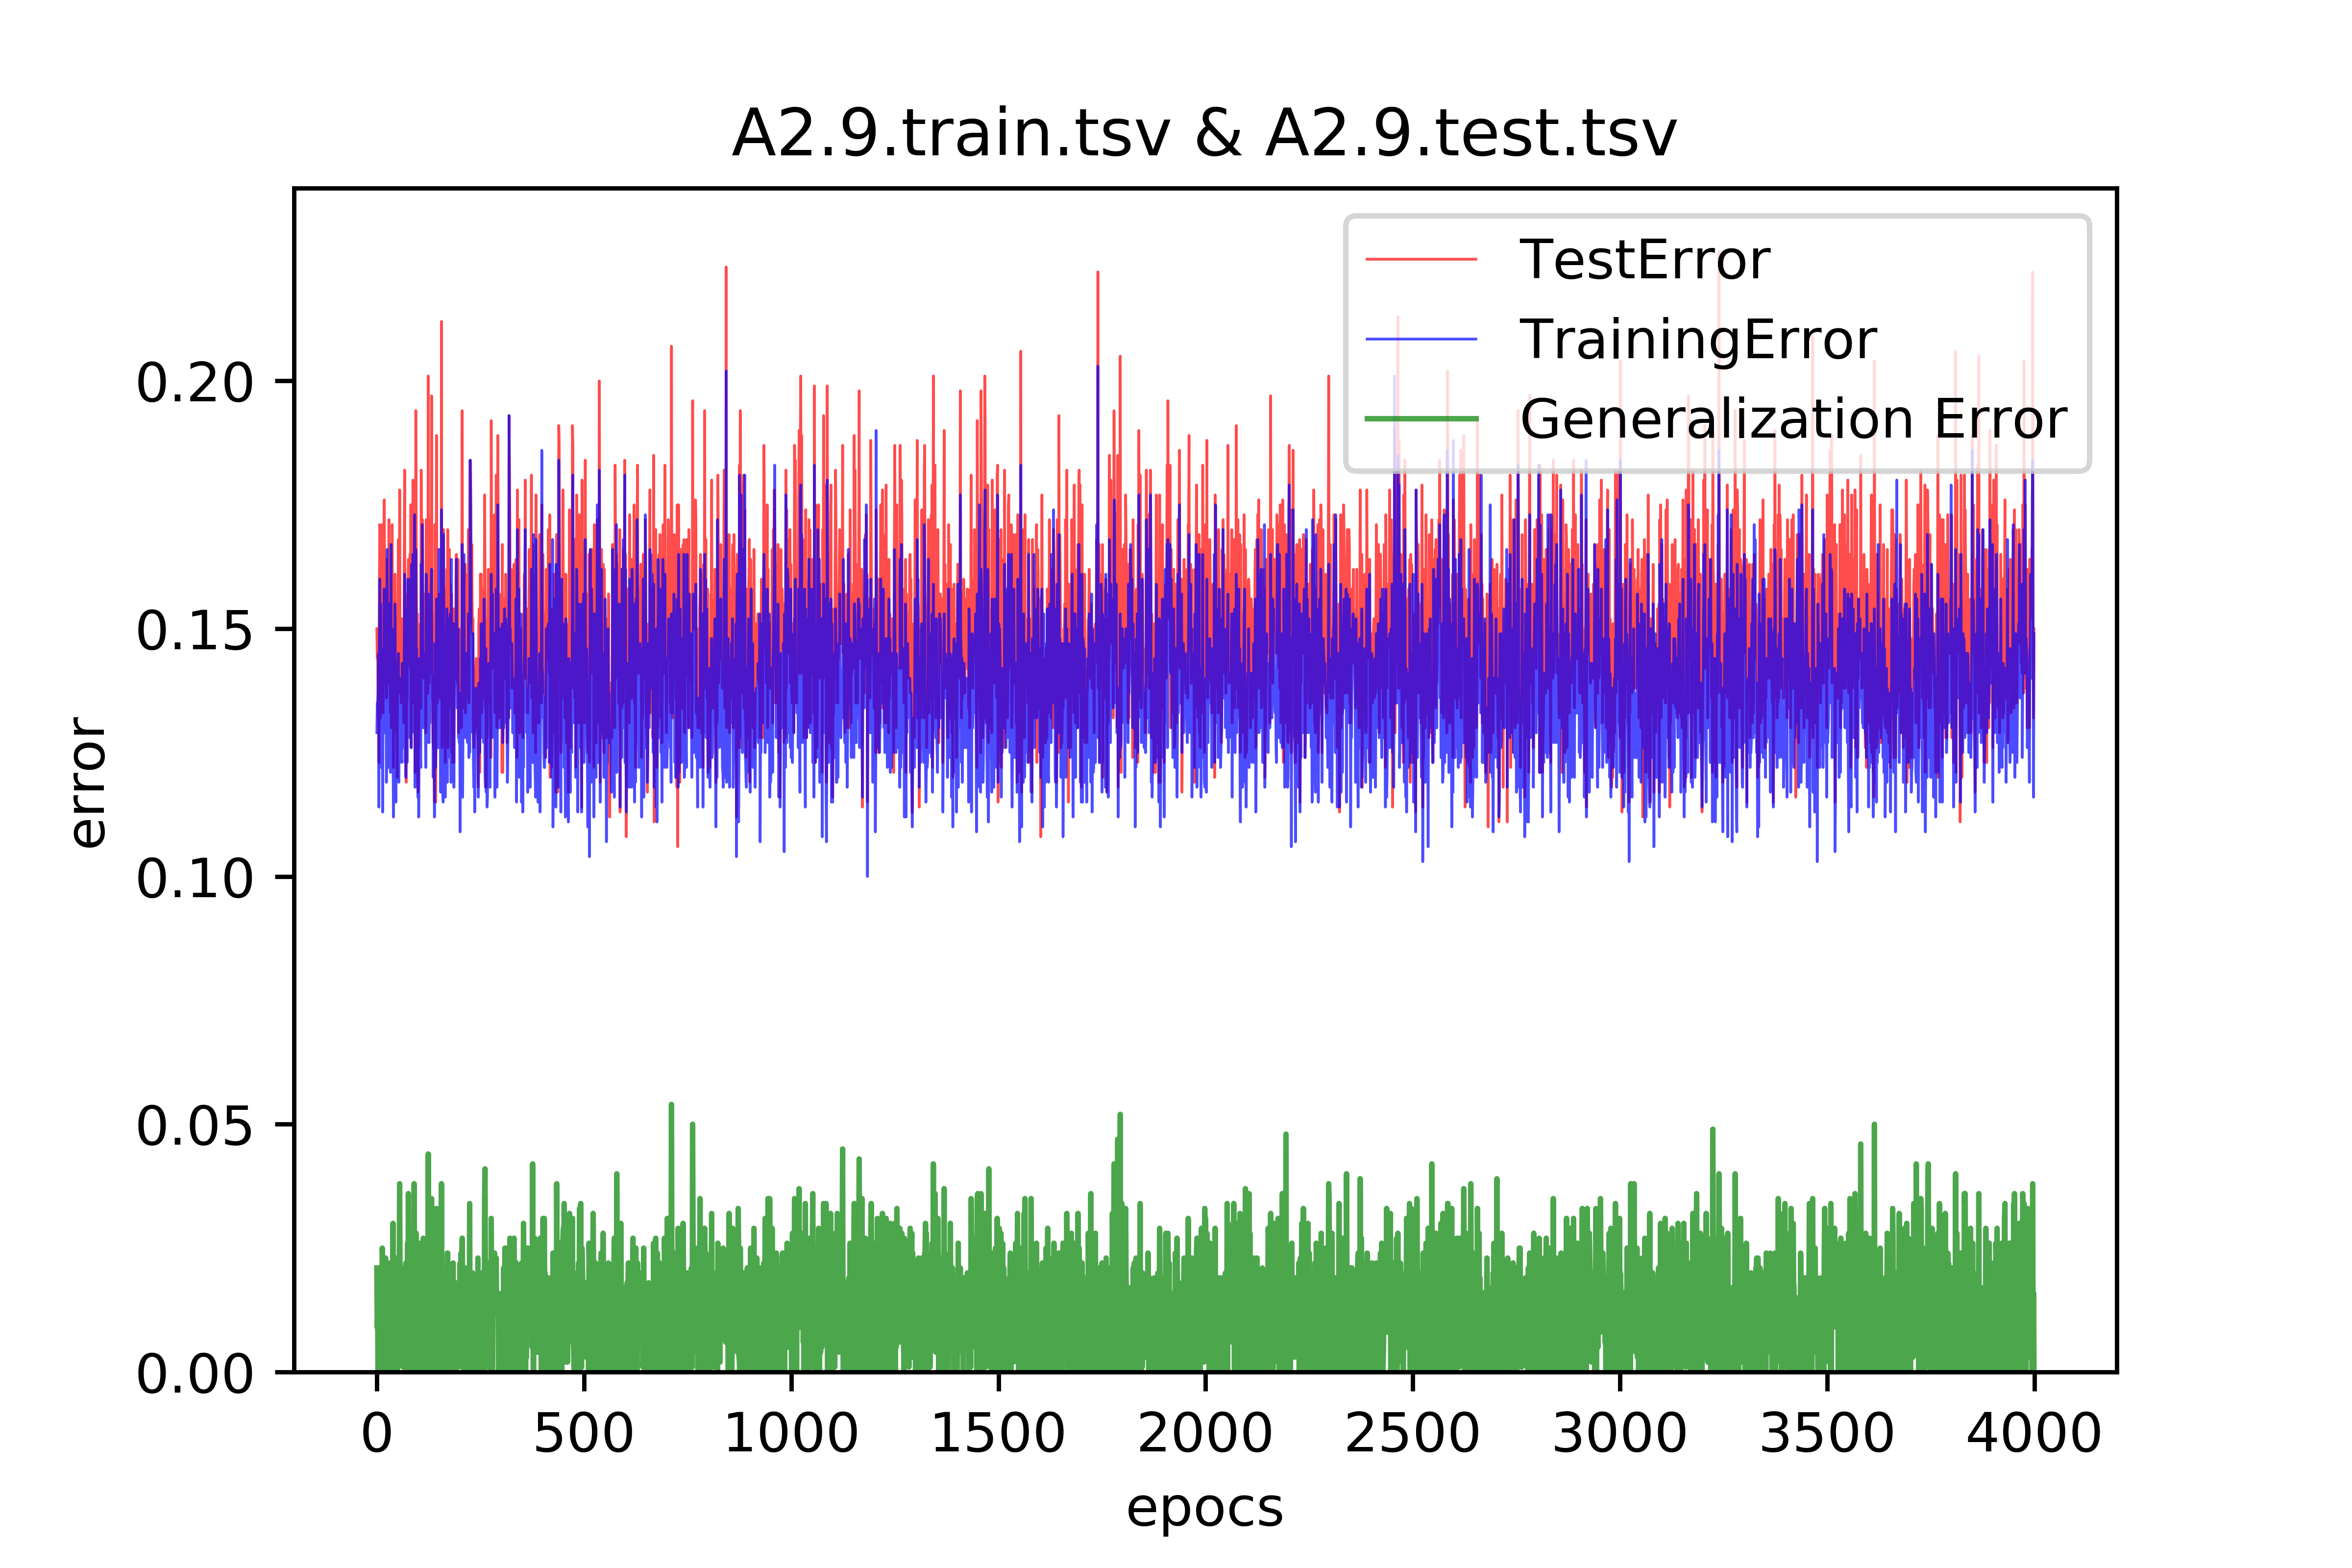 A2.9.train.tsv & A2.9.test.tsv
TestError
TrainingError
Generalization Error
error
0.20
0.15
0.10
0.05
0.00
0 500 1000 1500 2000 2500 3000 3500 4000
epocs